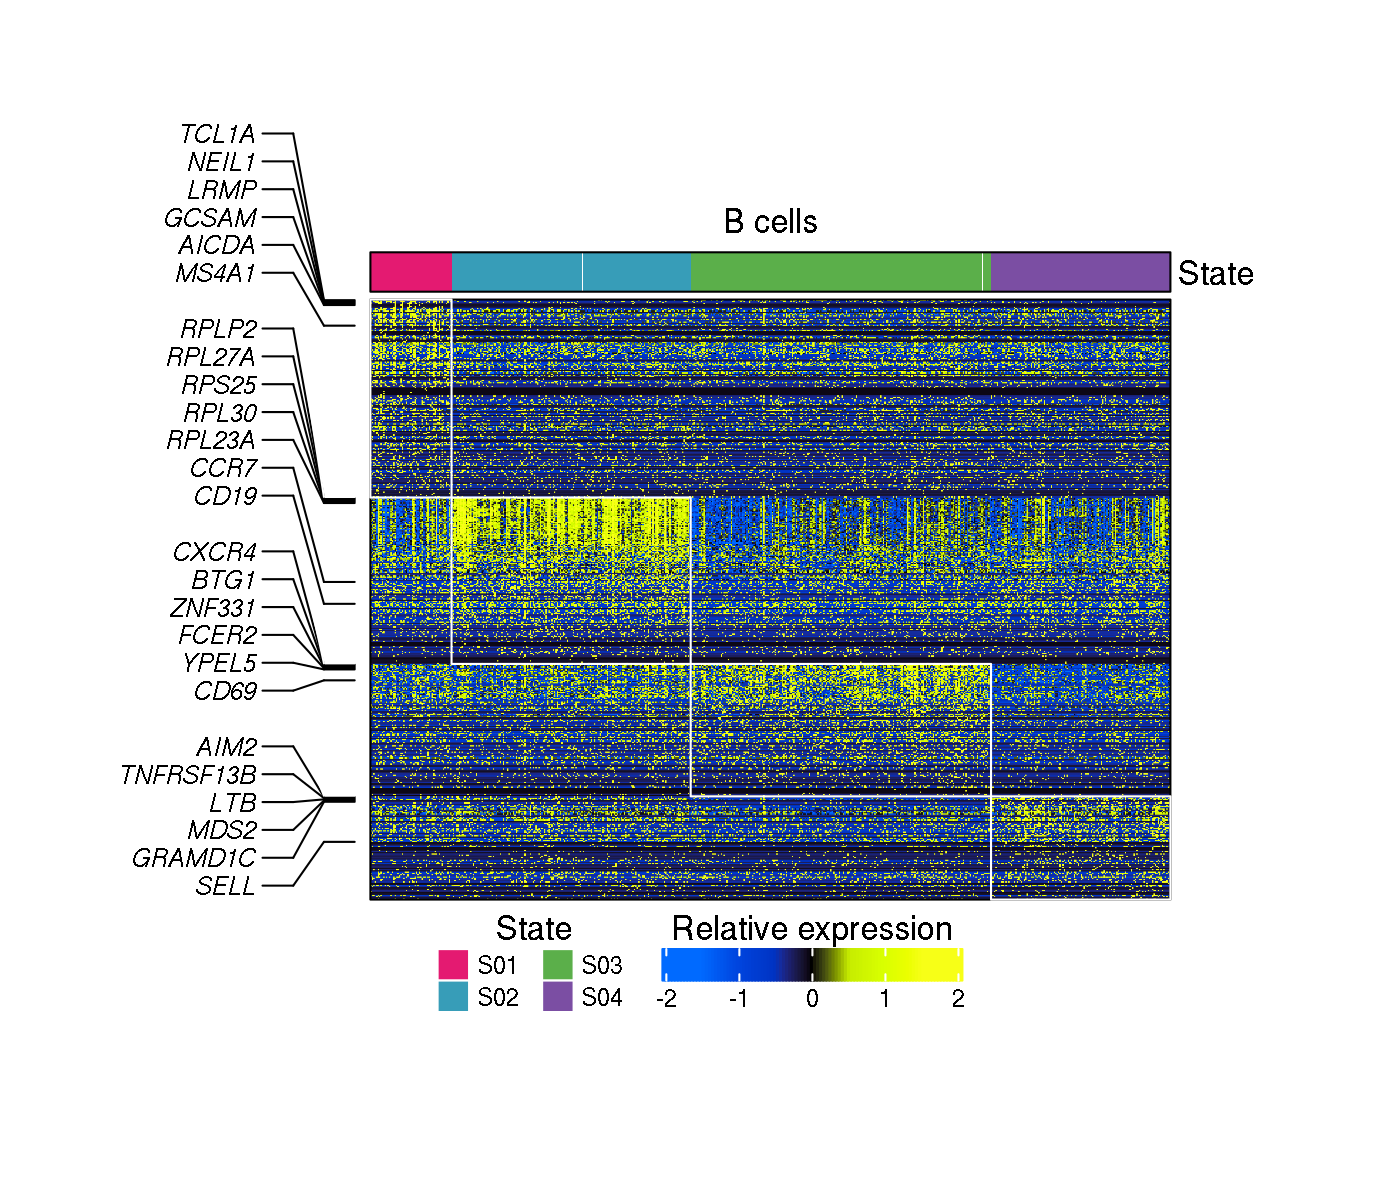 TCL1A
NEIL1
LRMP
GCSAM
AICDA
MS4A1
RPLP2
RPL27A
RPS25
RPL30
RPL23A
CCR7
CD19
CXCR4
BTG1
ZNF331
FCER2
YPEL5
CD69
AIM2
TNFRSF13B
LTB
MDS2
GRAMD1C
SELL
B cells
State
State
S01
S02
S03
S04
Relative expression
-2 -1 0 1 2